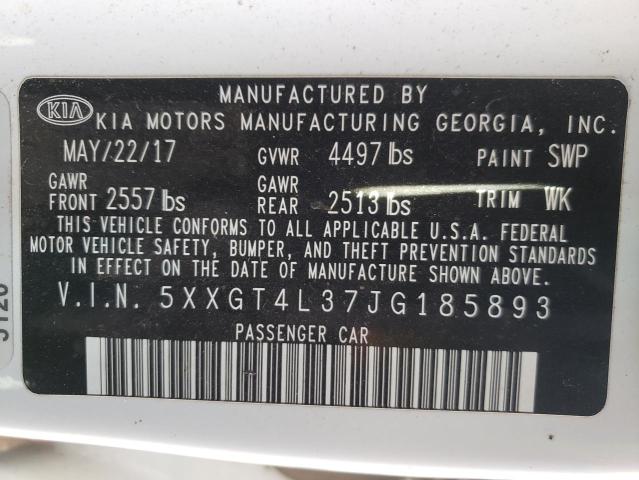 MANUFACTURED BY
KIA KIA MOTORS MANUFACTURING GEORGIA, INC.
MAY/22/17 GVWR 4497 lbs PAINT SWP
GAWR FRONT 2557 lbs GAWR REAR 2513 lbs TRIM WK
THIS VEHICLE CONFORMS TO ALL APPLICABLE U.S.A. FEDERAL
MOTOR VEHICLE SAFETY, BUMPER, AND THEFT PREVENTION STANDARDS
IN EFFECT ON THE DATE OF MANUFACTURE SHOWN ABOVE.
V.I.N. 5XXGT4L37JG185893
PASSENGER CAR